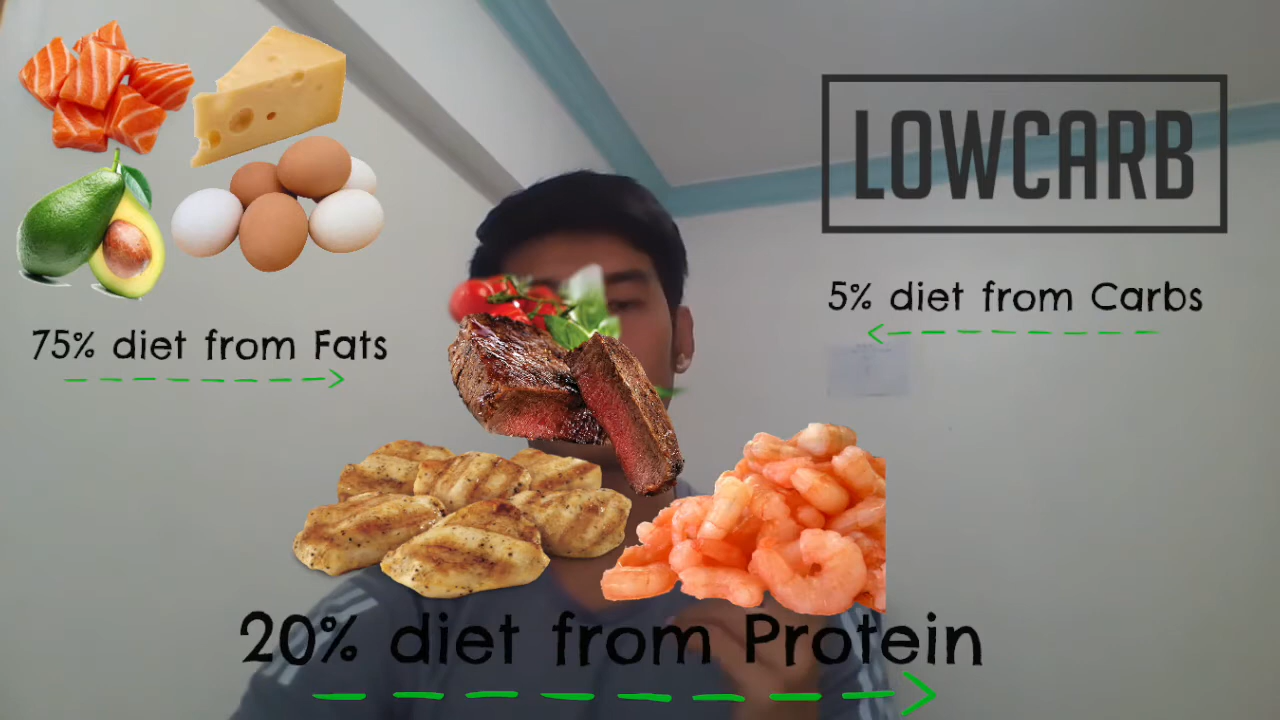 LOWCARB
5% diet from Carbs
75% diet from Fats
20% diet from Protein